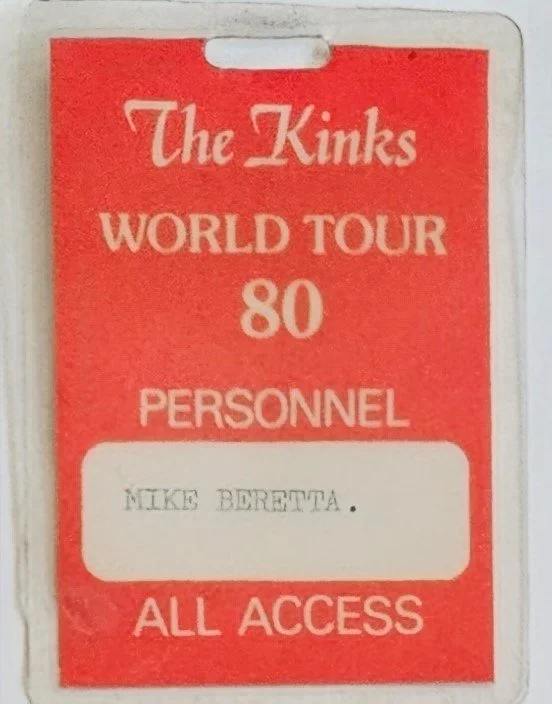 The Kinks
WORLD TOUR
80
PERSONNEL
MIKE BERETTA.
ALL ACCESS